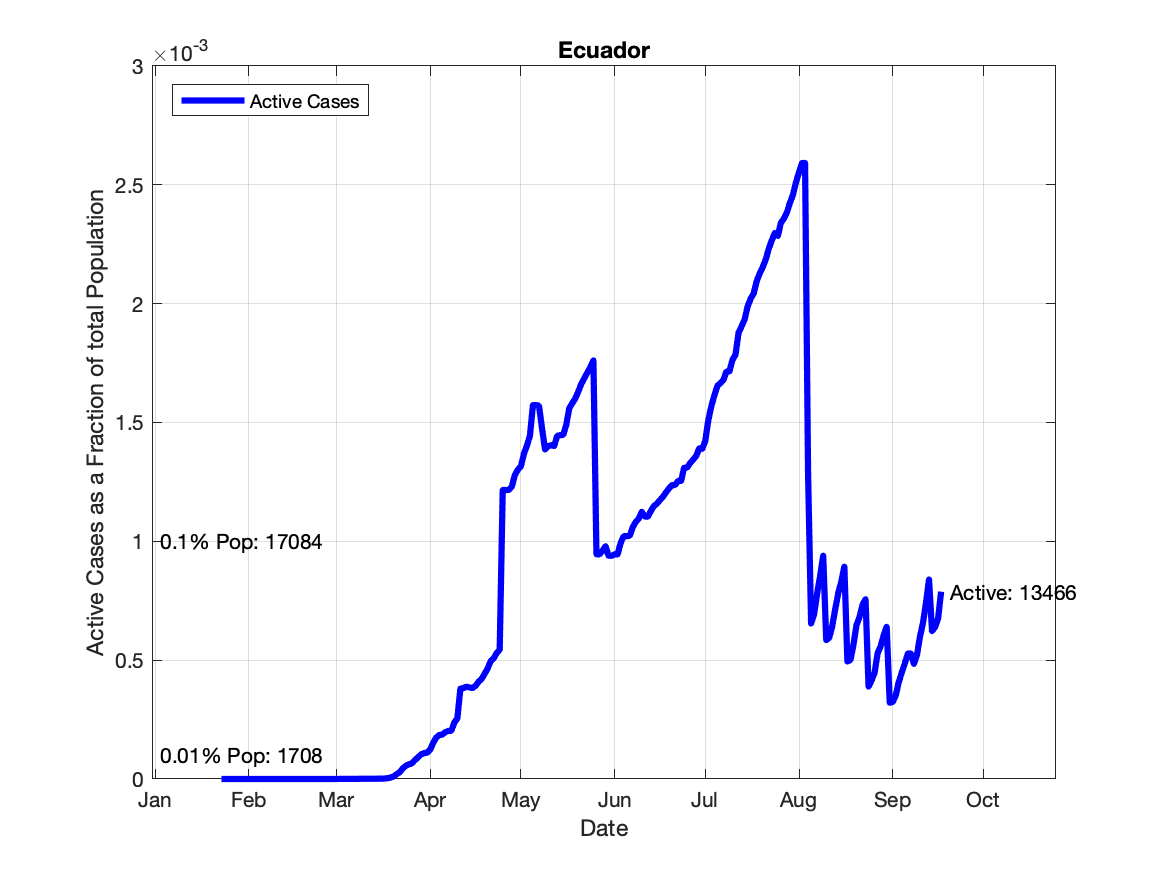 Ecuador
×10-3
3
2.5
2
1.5
1
0.5
0
Active Cases
Active Cases as a Fraction of total Population
0.1% Pop: 17084
0.01% Pop: 1708
Active: 13466
Jan Feb Mar Apr May Jun Jul Aug Sep Oct
Date